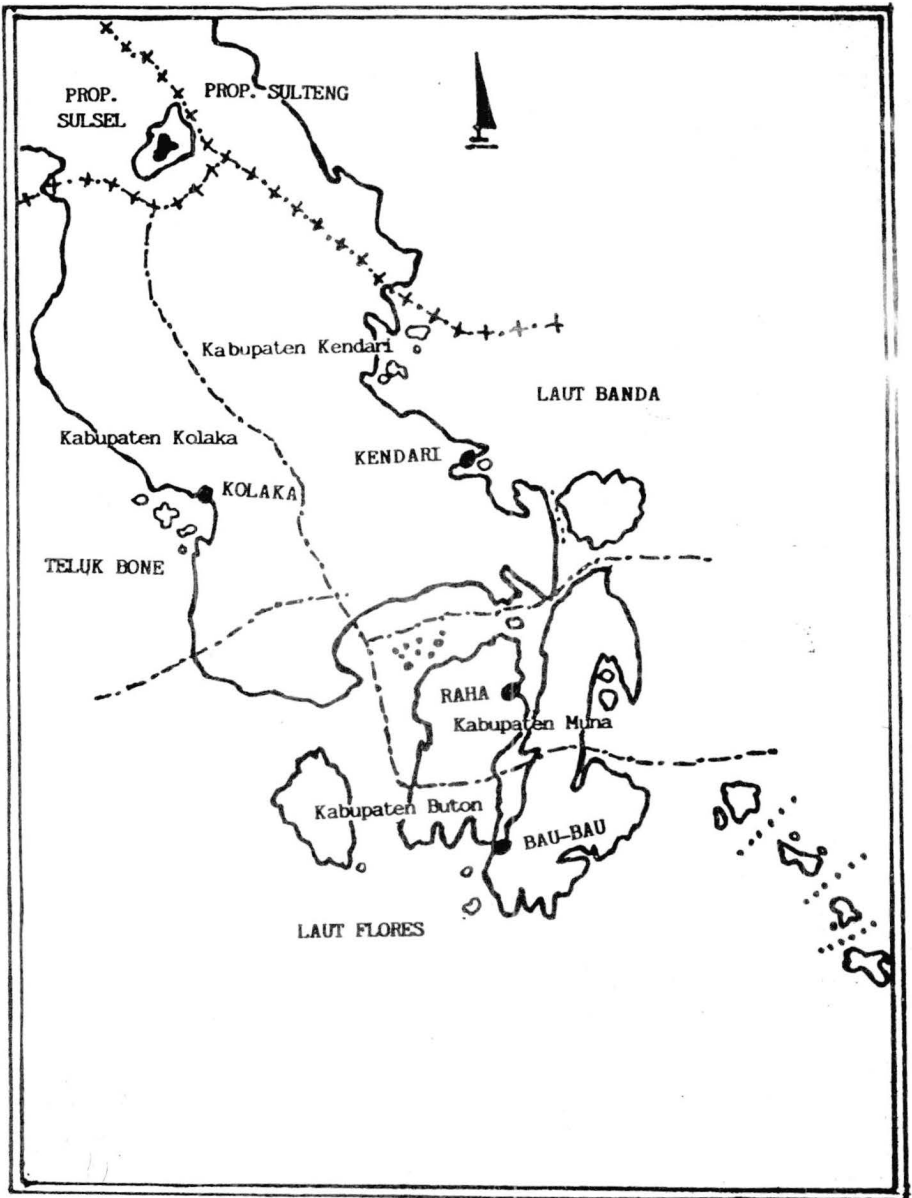 PROP.
SULSEL
PROP. SULTENG
Kabupaten Kendari
LAUT BANDA
Kabupaten Kolaka
KENDARI
KOLAKA
TELUK BONE
RAHA
Kabupaten Muna
Kabupaten Buton
BAU-BAU
LAUT FLORES